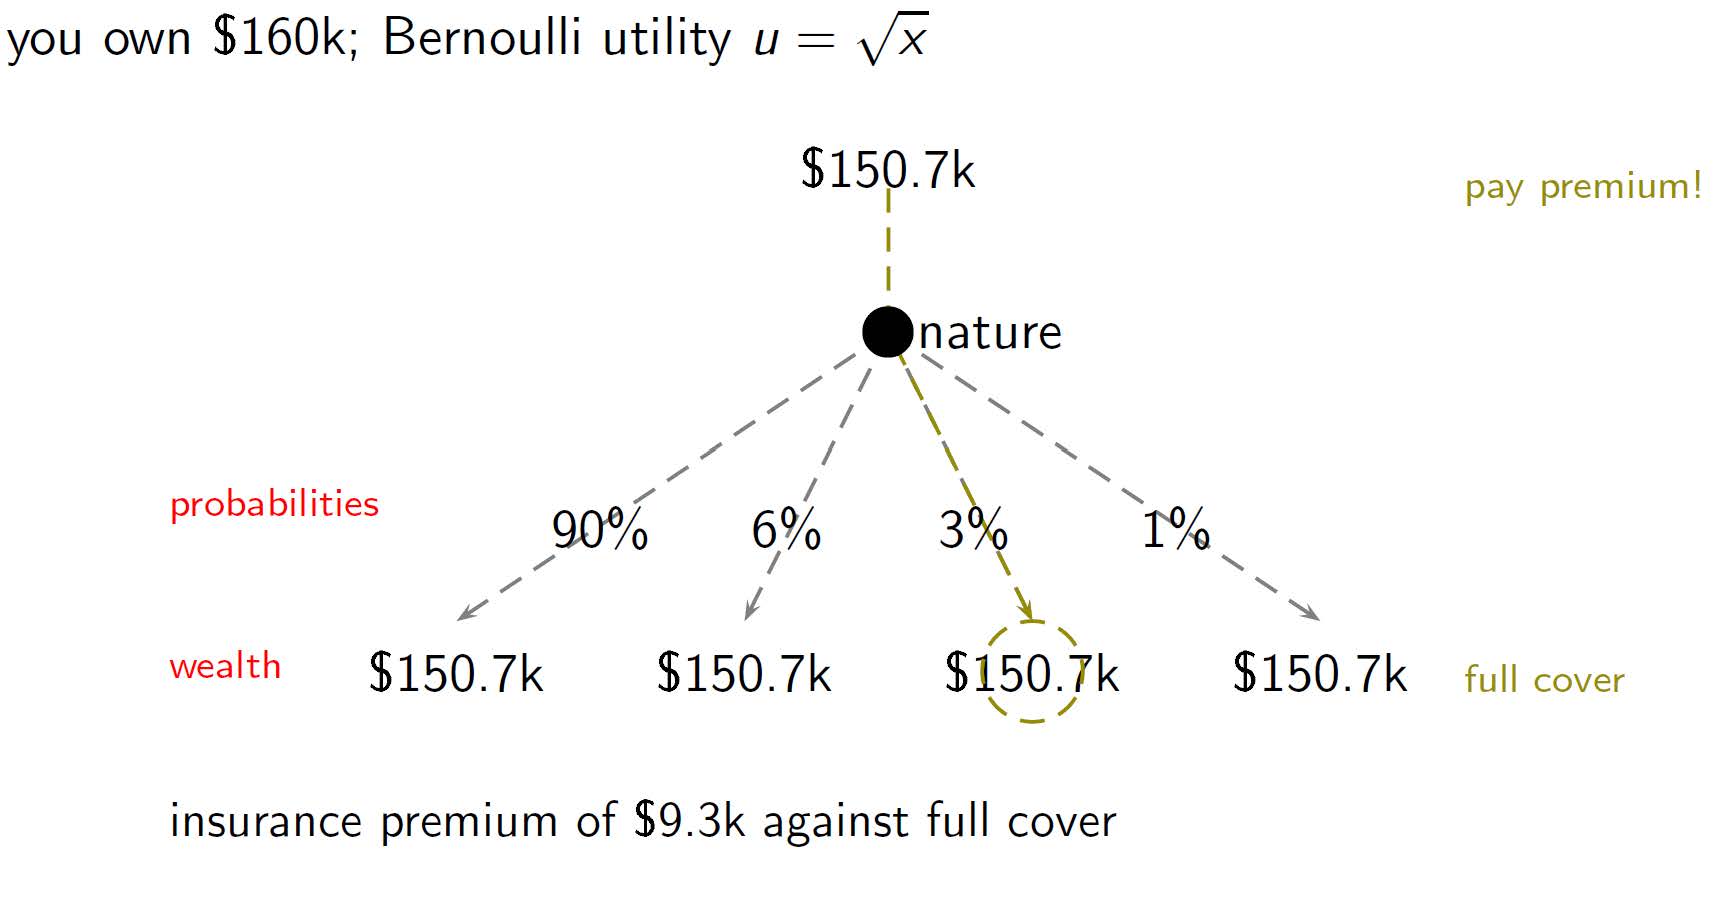 you own $160k; Bernoulli utility u = √x
$150.7k
pay premium!
nature
probabilities
90% 6% 3% 1%
wealth
$150.7k $150.7k $150.7k $150.7k
full cover
insurance premium of $9.3k against full cover